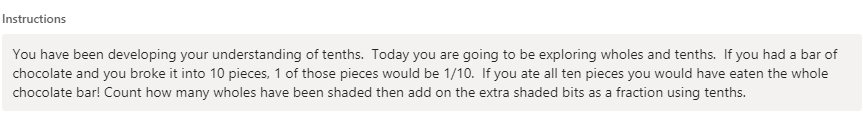 Instructions
You have been developing your understanding of tenths.  Today you are going to be exploring wholes and tenths.  If you had a bar of
chocolate and you broke it into 10 pieces, 1 of those pieces would be 1/10.  If you ate all ten pieces you would have eaten the whole
chocolate bar! Count how many wholes have been shaded then add on the extra shaded bits as a fraction using tenths.